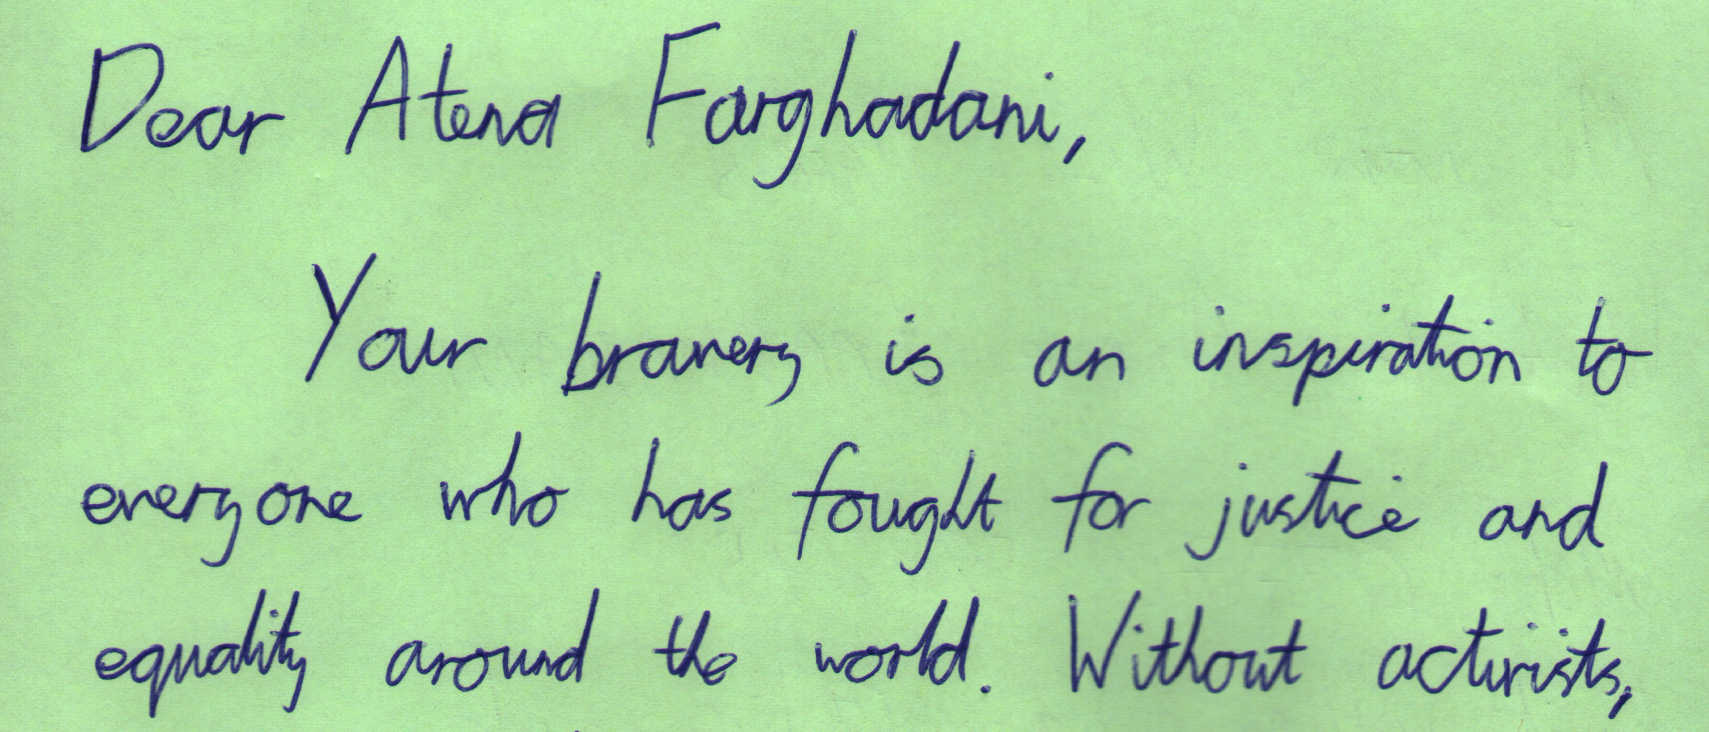 Dear Atena Farghadani,
Your bravery is an inspiration to
everyone who has fought for justice and
equality around the world. Without activists,